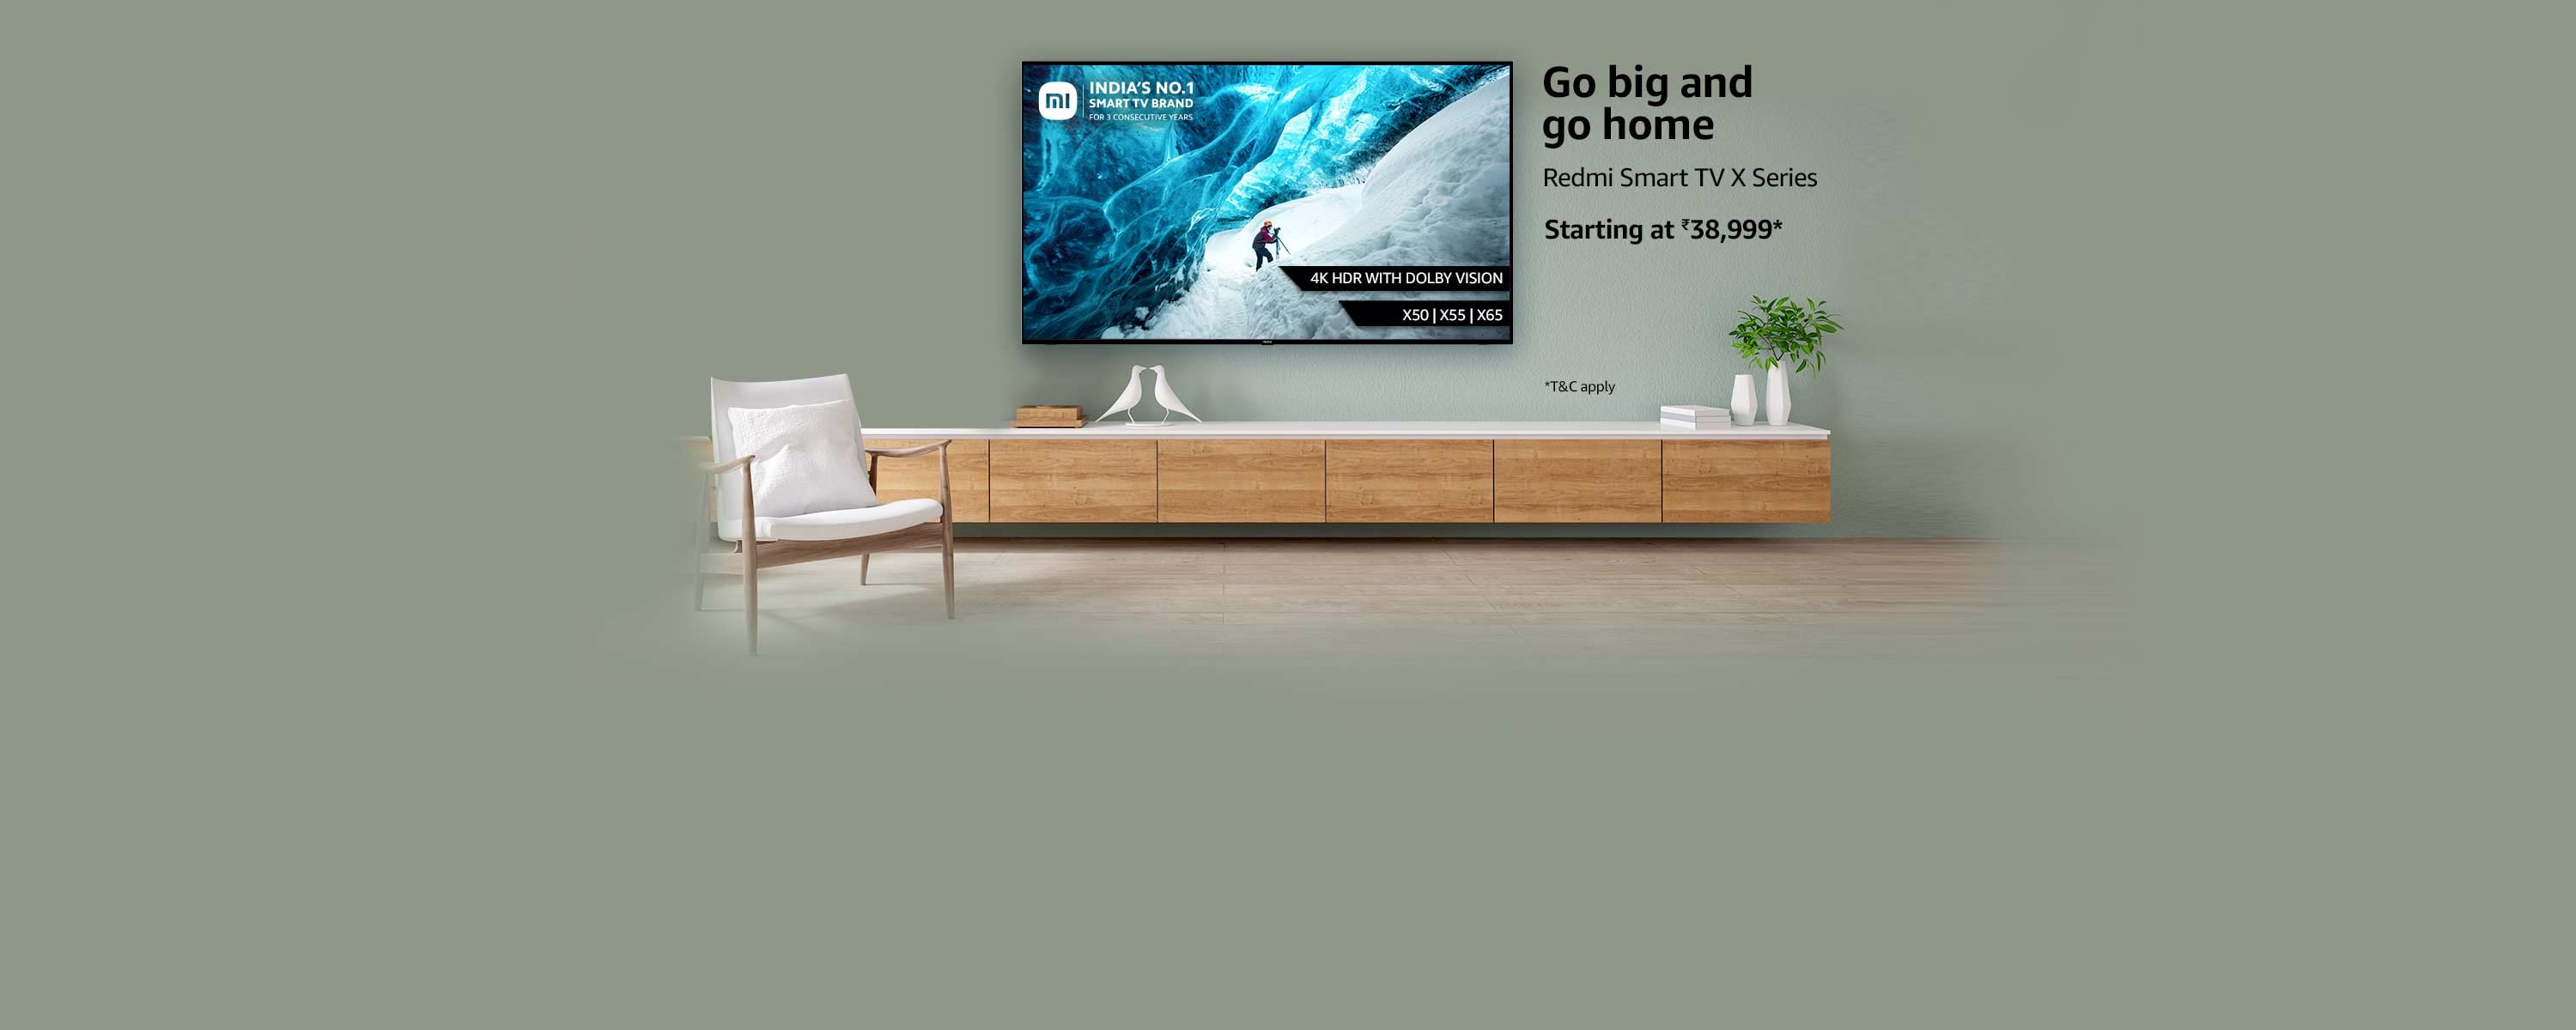 mi
INDIA'S NO.1
SMART TV BRAND
FOR 3 CONSECUTIVE YEARS
4K HDR WITH DOLBY VISION
X50 | X55 | X65
Go big and
go home
Redmi Smart TV X Series
Starting at ₹38,999*
*T&C apply